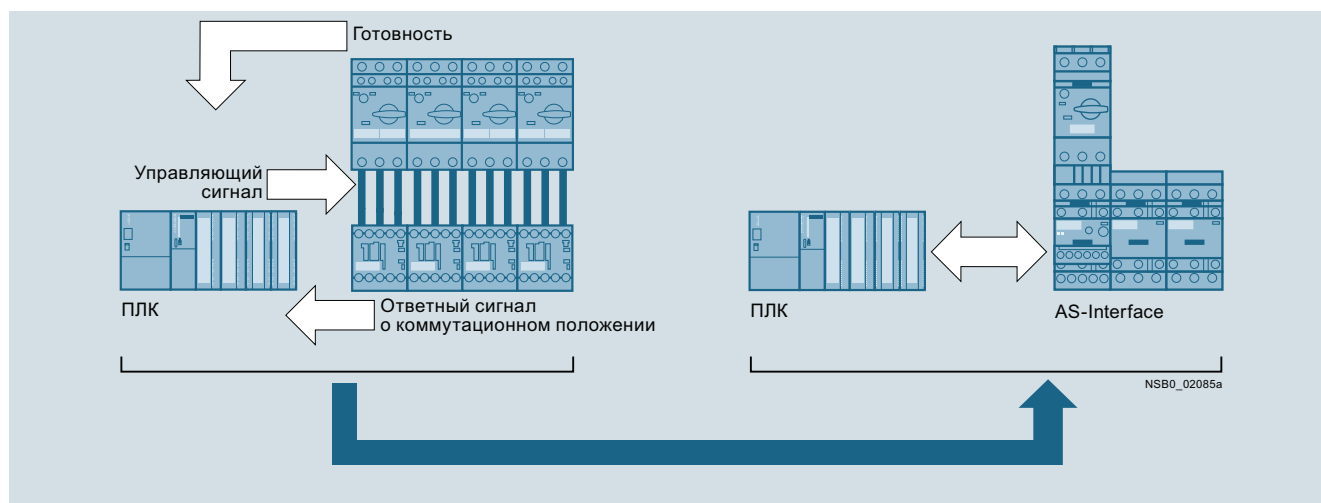 Готовность
Управляющий
сигнал
ПЛК
Ответный сигнал
о коммутационном положении
ПЛК
AS-Interface
NSB0_02085a